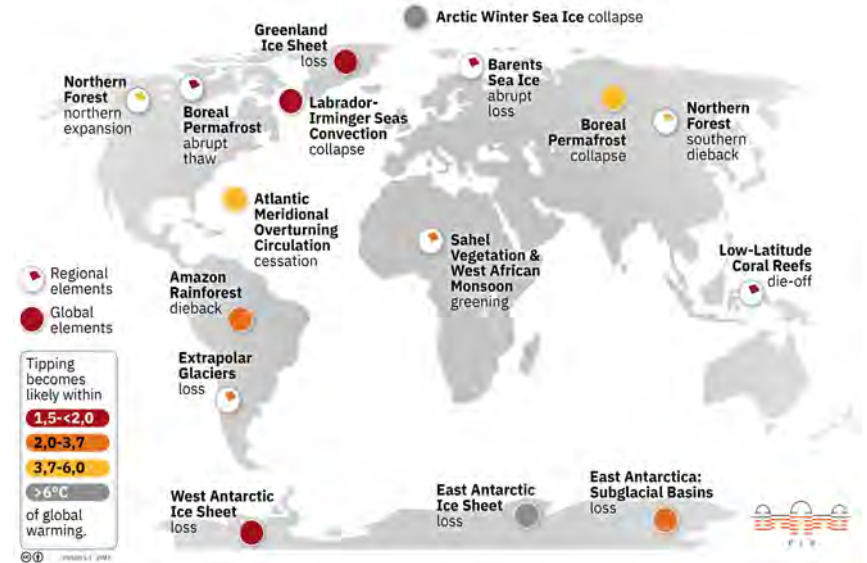 Arctic Winter Sea Ice collapse
Greenland
Ice Sheet
loss
Barents
Sea Ice
abrupt
loss
Northern
Forest
northern
expansion
Boreal
Permafrost
abrupt
thaw
Labrador-
Irminger Seas
Convection
collapse
Boreal
Permafrost
collapse
Northern
Forest
southern
dieback
Atlantic
Meridional
Overturning
Circulation
cessation
Sahel
Vegetation &
West African
Monsoon
greening
Low-Latitude
Coral Reefs
die-off
Regional
elements
Global
elements
Amazon
Rainforest
dieback
Extrapolar
Glaciers
loss
Tipping
becomes
likely within
1,5-<2,0
2,0-3,7
3,7-6,0
>6°C
of global
warming.
West Antarctic
Ice Sheet
loss
East Antarctic
Ice Sheet
loss
East Antarctica:
Subglacial Basins
loss
P I K